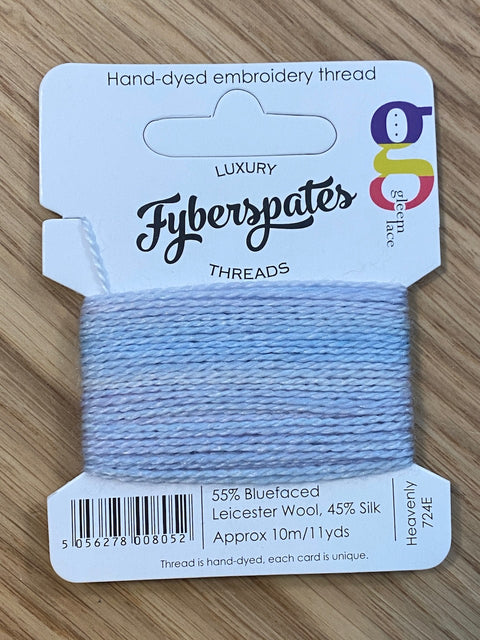 Hand-dyed embroidery thread
gc
gleem
lace
LUXURY
Fyberspates
THREADS
55% Bluefaced
Leicester Wool, 45% Silk
Approx 10m/11yds
Heavenly
724E
5 056278 008052
Thread is hand-dyed, each card is unique.